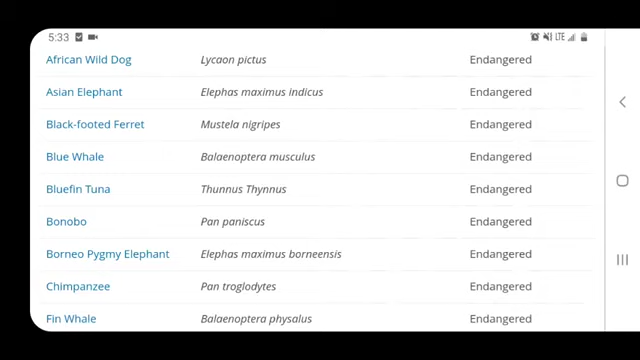 5:33 LTE
African Wild Dog Lycaon pictus Endangered
Asian Elephant Elephas maximus indicus Endangered
Black-footed Ferret Mustela nigripes Endangered
Blue Whale Balaenoptera musculus Endangered
Bluefin Tuna Thunnus Thynnus Endangered
Bonobo Pan paniscus Endangered
Borneo Pygmy Elephant Elephas maximus borneensis Endangered
Chimpanzee Pan troglodytes Endangered
Fin Whale Balaenoptera physalus Endangered